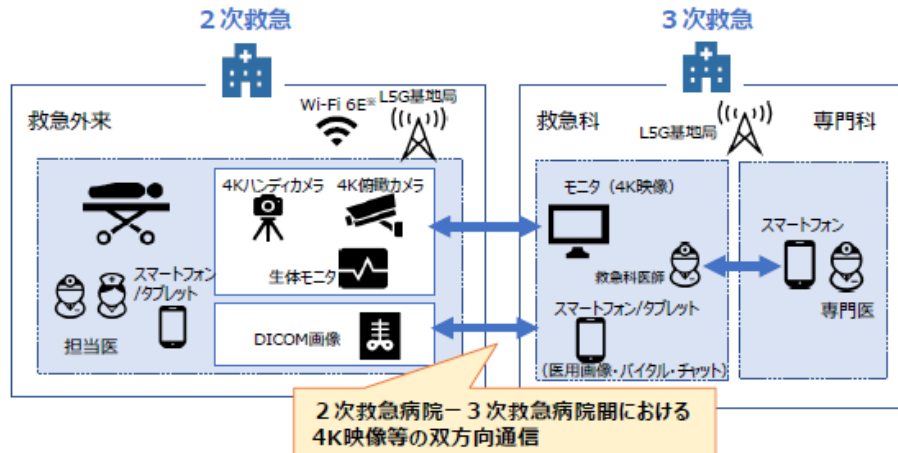 2次救急
3次救急
救急外来
Wi-Fi 6E※
L5G基地局
4Kハンディカメラ
4K俯瞰カメラ
生体モニタ
スマートフォン
/タブレット
担当医
DICOM画像
救急科
L5G基地局
専門科
モニタ(4K映像)
救急科医師
スマートフォン/タブレット
(医用画像・バイタル・チャット)
スマートフォン
専門医
2次救急病院ー3次救急病院間における
4K映像等の双方向通信